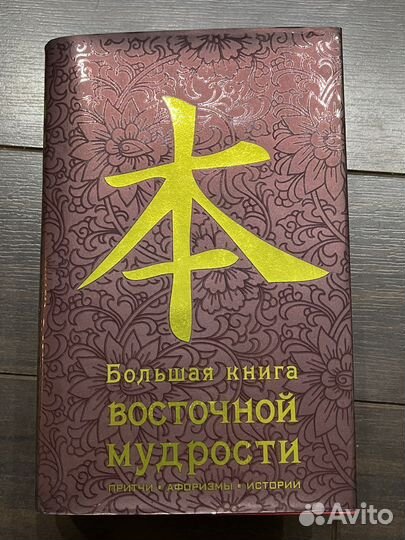 本
Большая книга
восточной
мудрости
притчи • афоризмы • истории
Avito